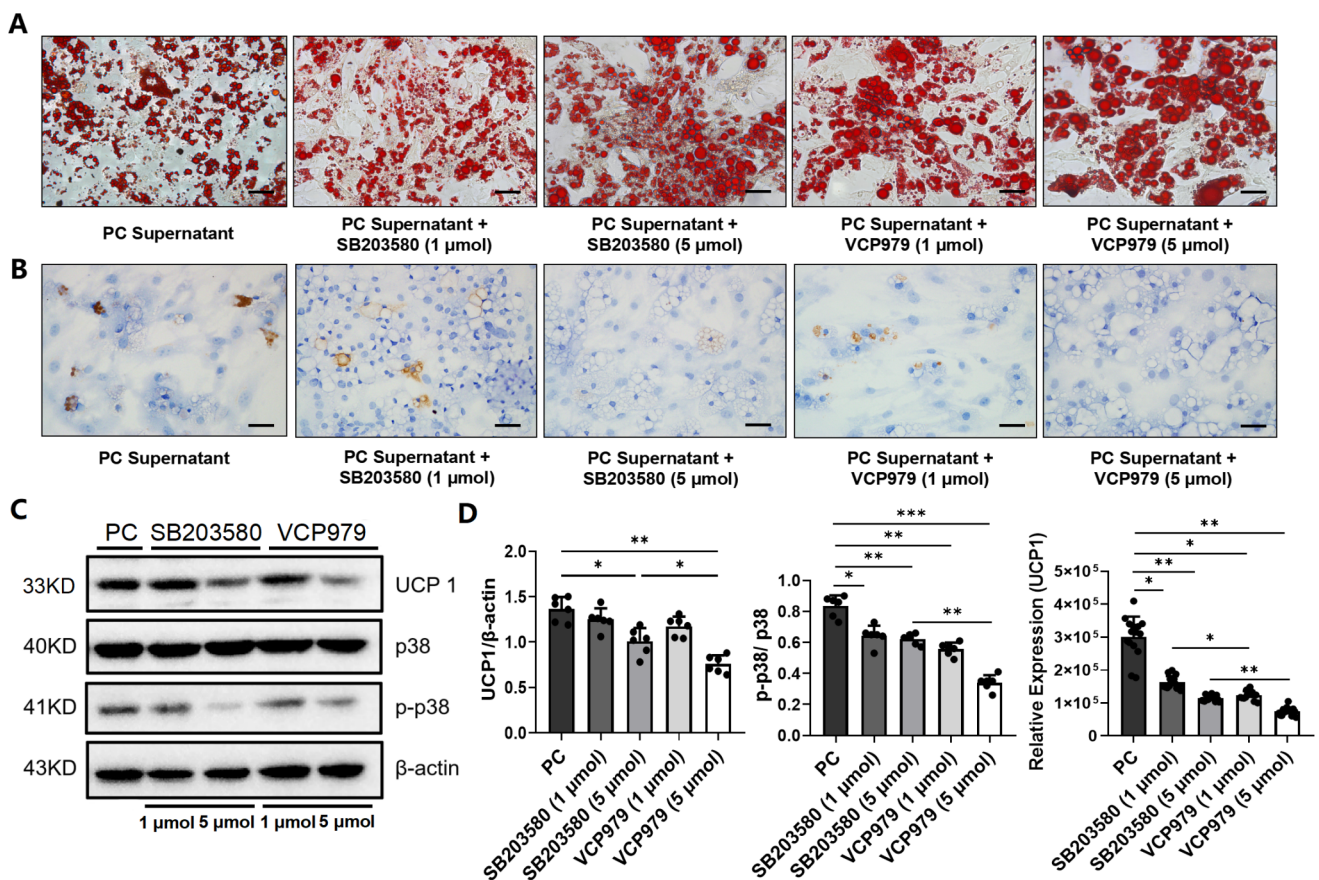 A
PC Supernatant
PC Supernatant +
SB203580 (1 μmol)
PC Supernatant +
SB203580 (5 μmol)
PC Supernatant +
VCP979 (1 μmol)
PC Supernatant +
VCP979 (5 μmol)
B
PC Supernatant
PC Supernatant +
SB203580 (1 μmol)
PC Supernatant +
SB203580 (5 μmol)
PC Supernatant +
VCP979 (1 μmol)
PC Supernatant +
VCP979 (5 μmol)
C
PC SB203580 VCP979
33KD UCP 1
40KD p38
41KD p-p38
43KD β-actin
1 μmol 5 μmol 1 μmol 5 μmol
D
UCP1/β-actin
2.0
1.5
1.0
0.5
0.0
** 
* *
PC
SB203580 (1 μmol)
SB203580 (5 μmol)
VCP979 (1 μmol)
VCP979 (5 μmol)
p-p38/ p38
1.0
0.8
0.6
0.4
0.2
0.0
***
**
**
*
**
PC
SB203580 (1 μmol)
SB203580 (5 μmol)
VCP979 (1 μmol)
VCP979 (5 μmol)
Relative Expression (UCP1)
5×10⁵
4×10⁵
3×10⁵
2×10⁵
1×10⁵
0
**
*
**
*
*
**
PC
SB203580 (1 μmol)
SB203580 (5 μmol)
VCP979 (1 μmol)
VCP979 (5 μmol)